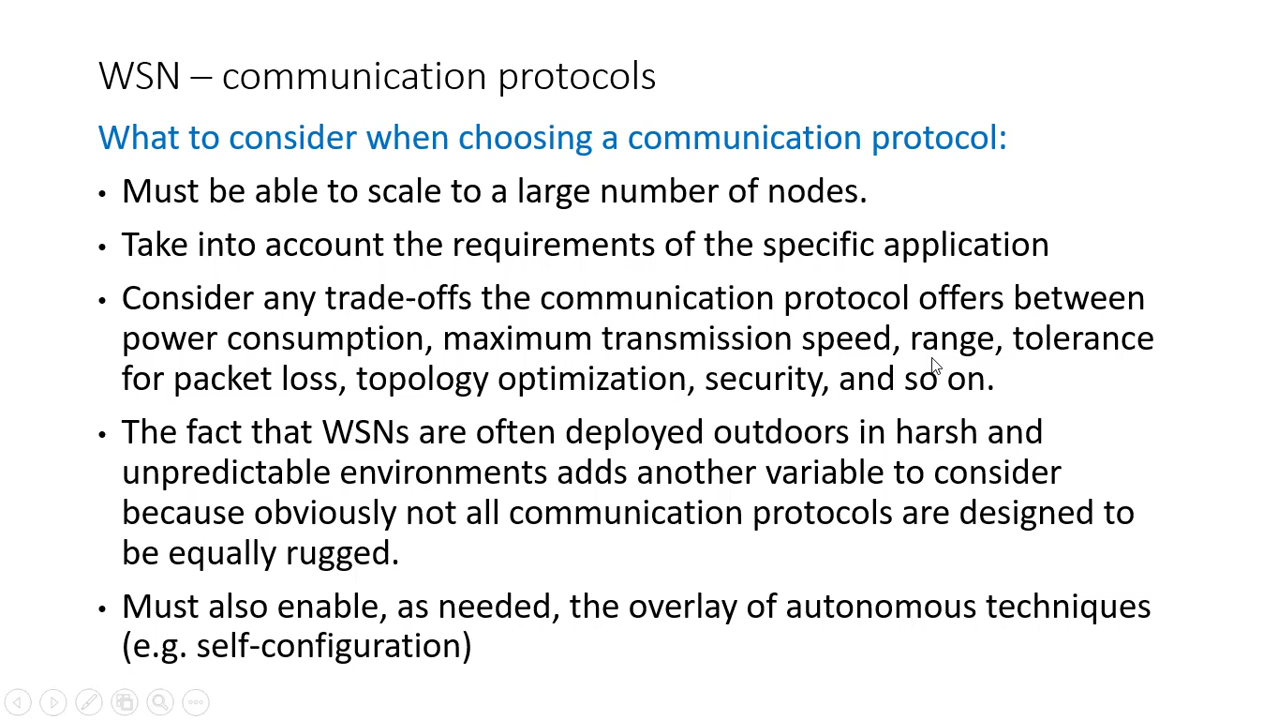 WSN – communication protocols
What to consider when choosing a communication protocol:
• Must be able to scale to a large number of nodes.
• Take into account the requirements of the specific application
• Consider any trade-offs the communication protocol offers between
power consumption, maximum transmission speed, range, tolerance
for packet loss, topology optimization, security, and so on.
• The fact that WSNs are often deployed outdoors in harsh and
unpredictable environments adds another variable to consider
because obviously not all communication protocols are designed to
be equally rugged.
• Must also enable, as needed, the overlay of autonomous techniques
(e.g. self-configuration)